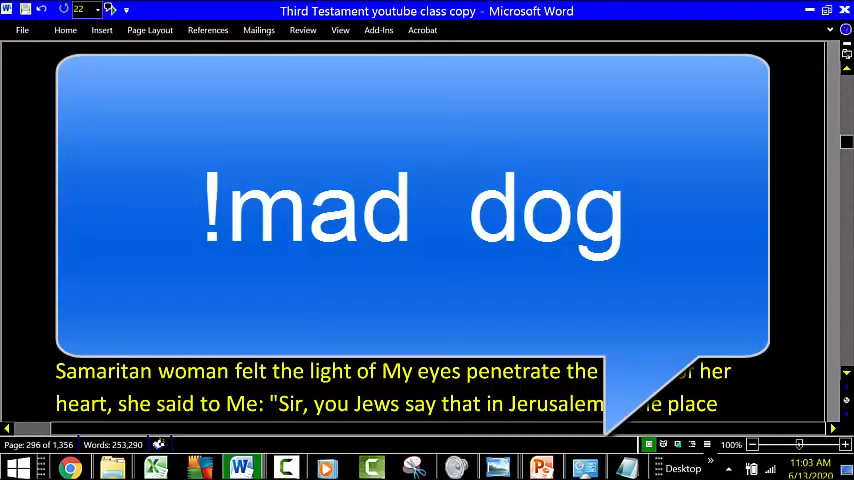 22
Third Testament youtube class copy - Microsoft Word
File Home Insert Page Layout References Mailings Review View Add-Ins Acrobat
!mad dog
Samaritan woman felt the light of My eyes penetrate the her
heart, she said to Me: "Sir, you Jews say that in Jerusalem place
Page: 296 of 1,356 Words: 253,290 100%
Desktop 11:03 AM
6/13/2020